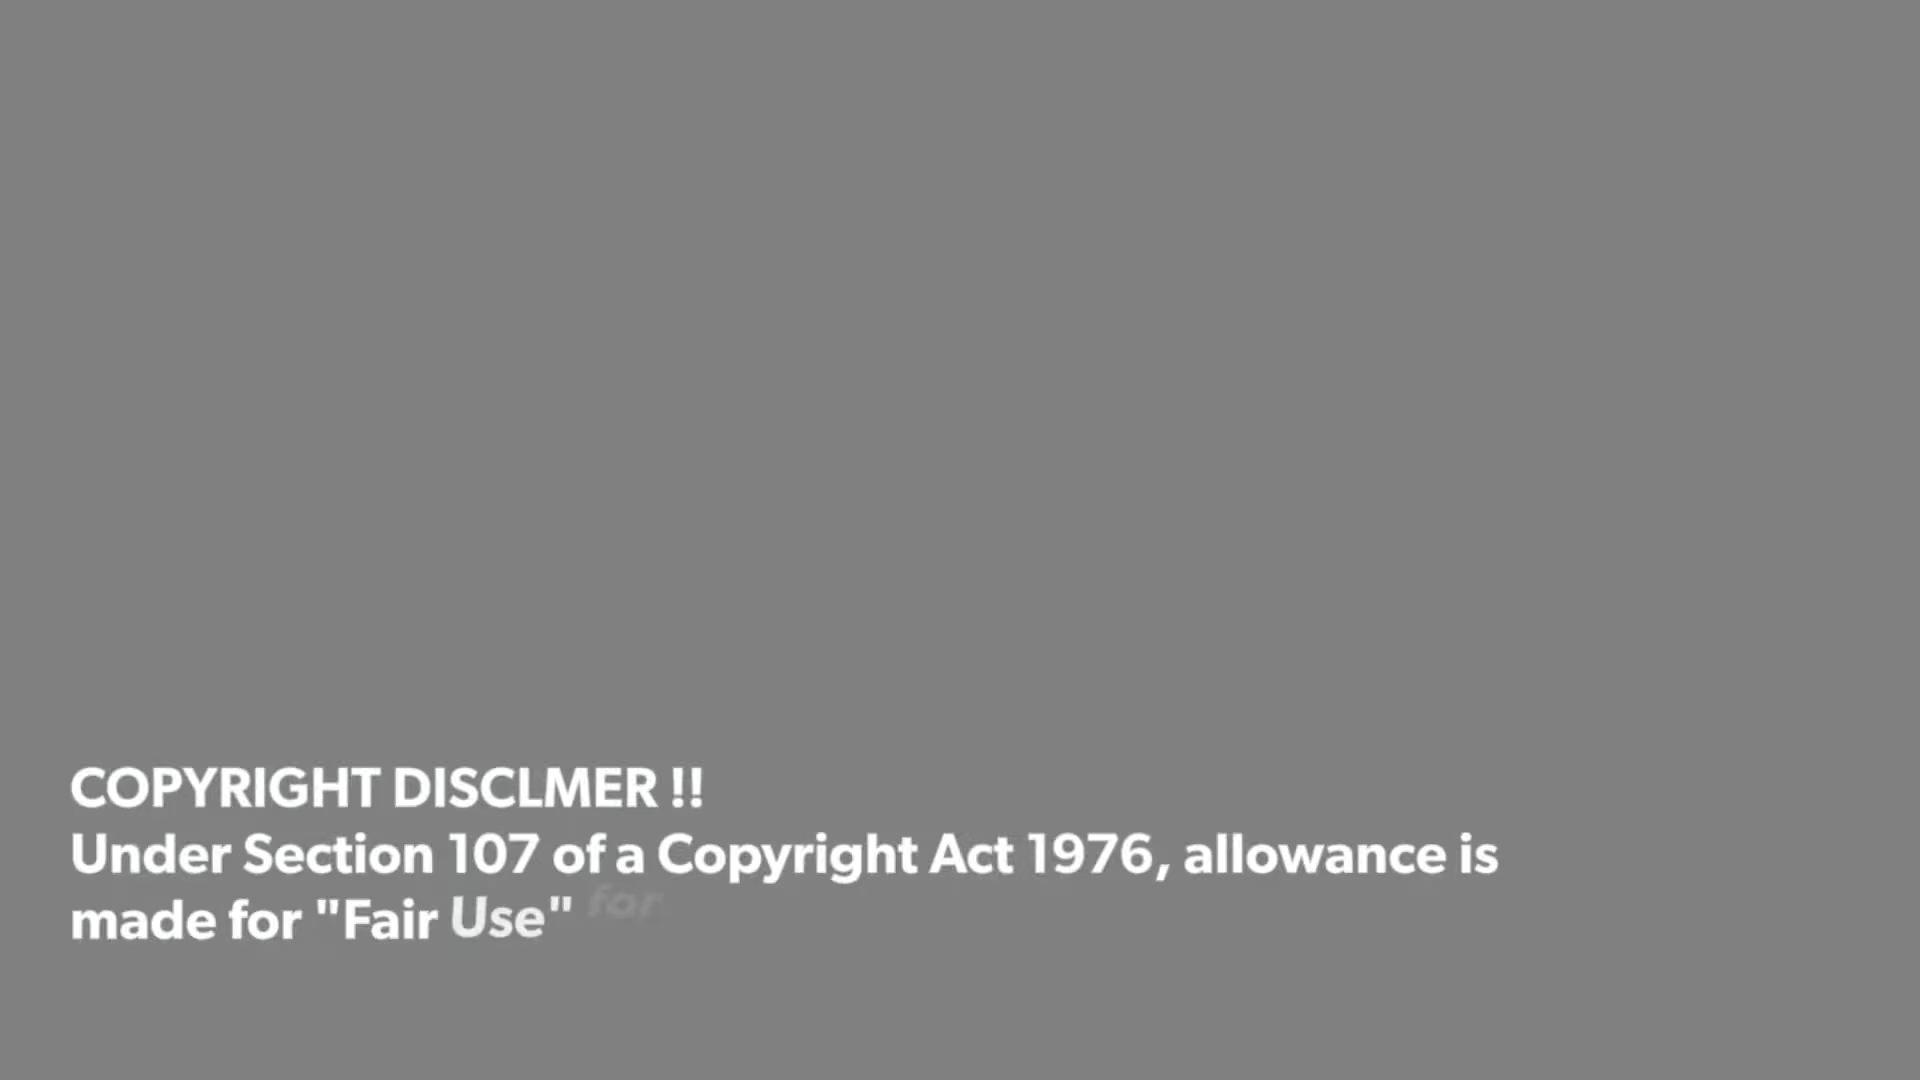 COPYRIGHT DISCLMER !!
Under Section 107 of a Copyright Act 1976, allowance is
made for "Fair Use" for